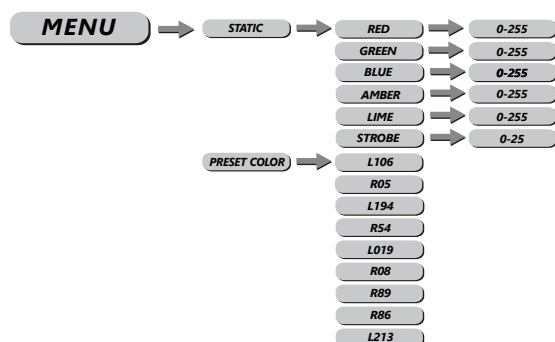 MENU STATIC RED 0-255
GREEN 0-255
BLUE 0-255
AMBER 0-255
LIME 0-255
STROBE 0-25
PRESET COLOR L106
R05
L194
R54
L019
R08
R89
R86
L213